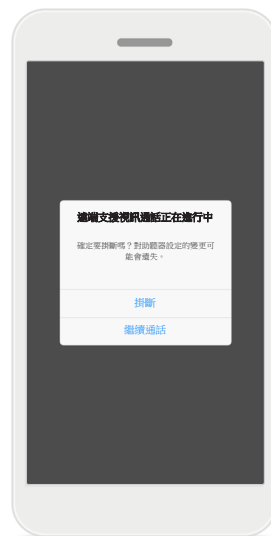 遠端支援視訊通話正在進行中
確定要掛斷嗎？對助聽器設定的變更可
能會遺失。
掛斷
繼續通話